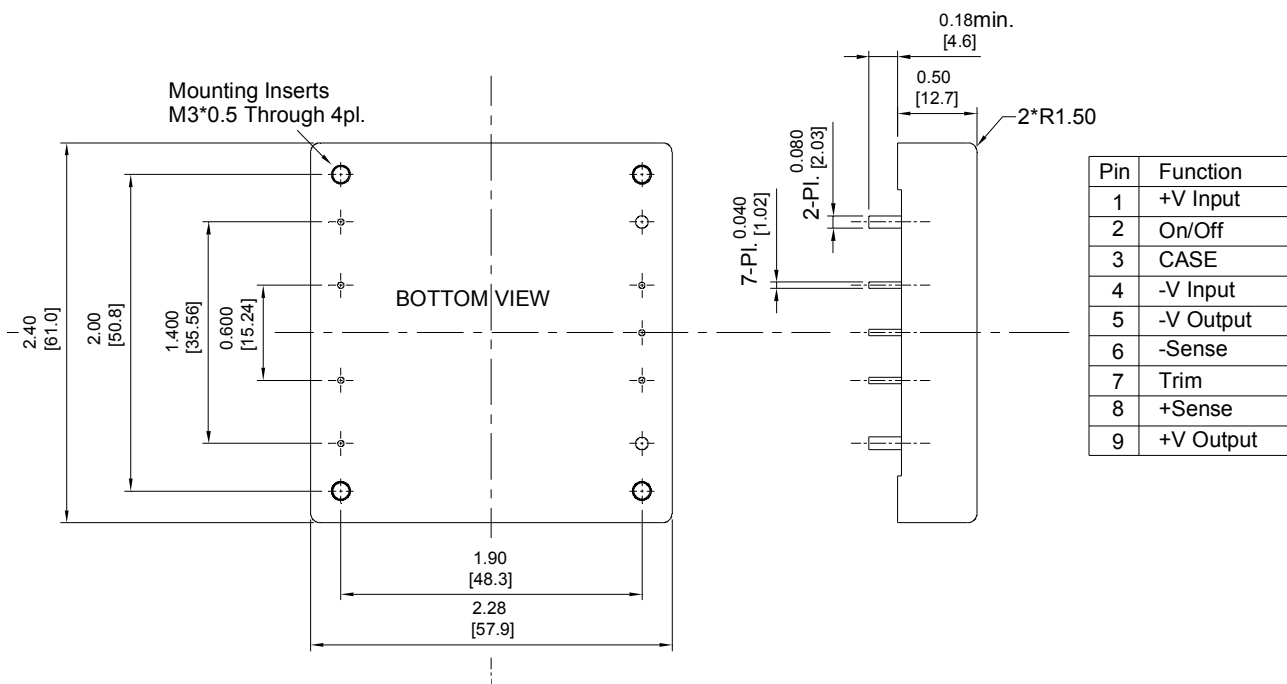 0.18min.
[4.6]
0.50
[12.7]
2*R1.50
Mounting Inserts
M3*0.5 Through 4pl.
2-Pl. 0.080
[2.03]
7-Pl. 0.040
[1.02]
BOTTOM VIEW
2.40
[61.0]
2.00
[50.8]
1.400
[35.56]
0.600
[15.24]
1.90
[48.3]
2.28
[57.9]
Pin Function
1 +V Input
2 On/Off
3 CASE
4 -V Input
5 -V Output
6 -Sense
7 Trim
8 +Sense
9 +V Output